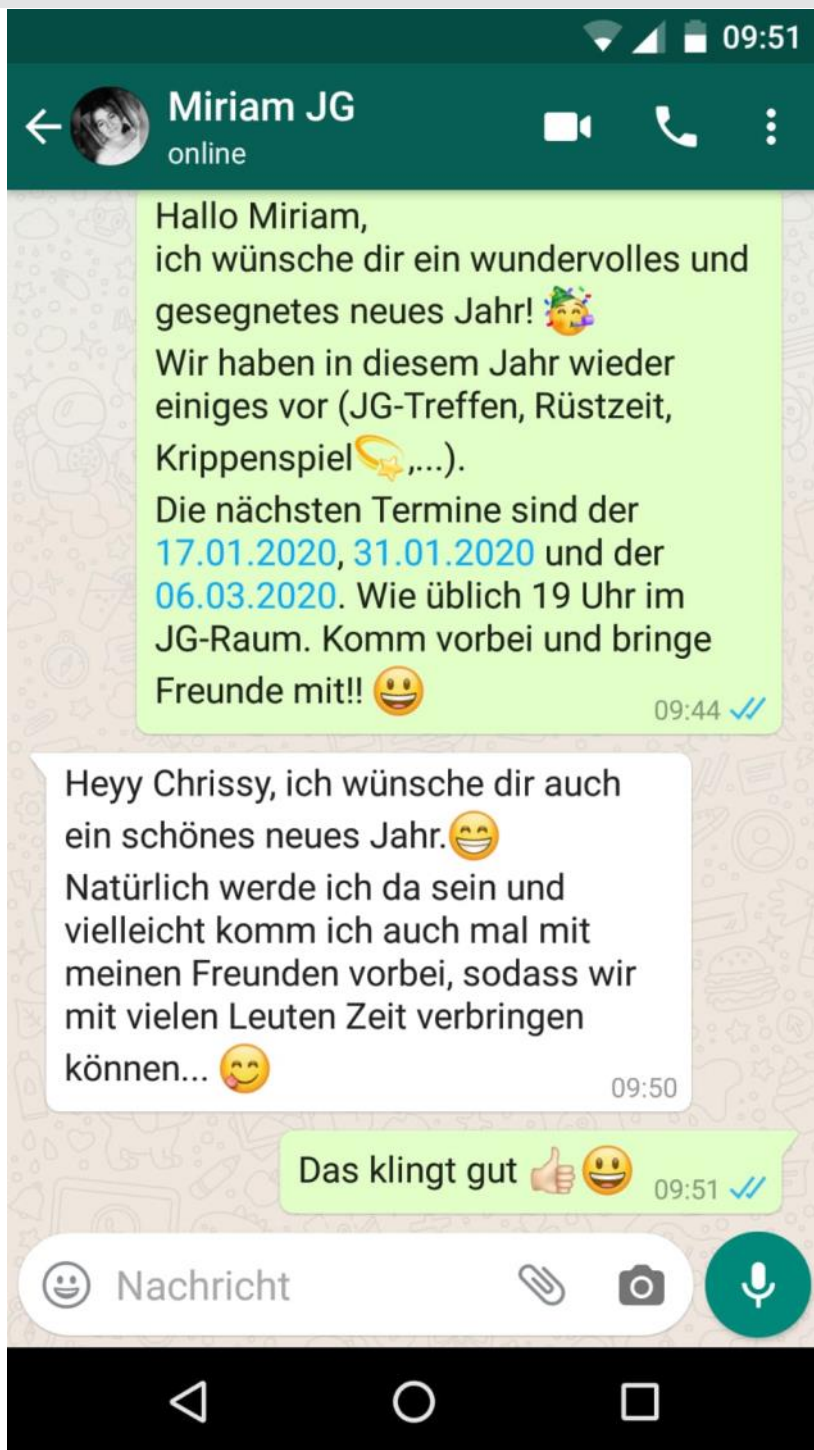 09:51
Miriam JG
online
Hallo Miriam,
ich wünsche dir ein wundervolles und
gesegnetes neues Jahr! 🥳
Wir haben in diesem Jahr wieder
einiges vor (JG-Treffen, Rüstzeit,
Krippenspiel💫,...).
Die nächsten Termine sind der
17.01.2020, 31.01.2020 und der
06.03.2020. Wie üblich 19 Uhr im
JG-Raum. Komm vorbei und bringe
Freunde mit!! 😃
09:44
Heyy Chrissy, ich wünsche dir auch
ein schönes neues Jahr.😁
Natürlich werde ich da sein und
vielleicht komm ich auch mal mit
meinen Freunden vorbei, sodass wir
mit vielen Leuten Zeit verbringen
können... 😋
09:50
Das klingt gut 👍🏻😃 09:51
Nachricht